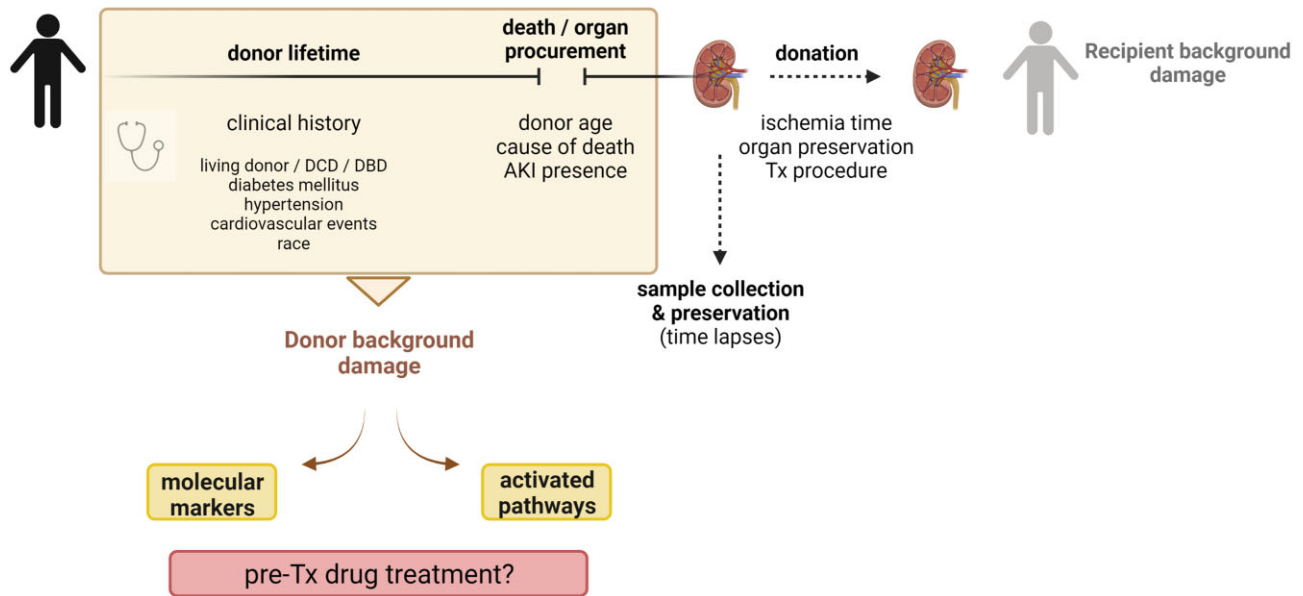 donor lifetime
death / organ
procurement
donation
Recipient background
damage
clinical history
living donor / DCD / DBD
diabetes mellitus
hypertension
cardiovascular events
race
donor age
cause of death
AKI presence
ischemia time
organ preservation
Tx procedure
sample collection
& preservation
(time lapses)
Donor background
damage
molecular
markers
activated
pathways
pre-Tx drug treatment?